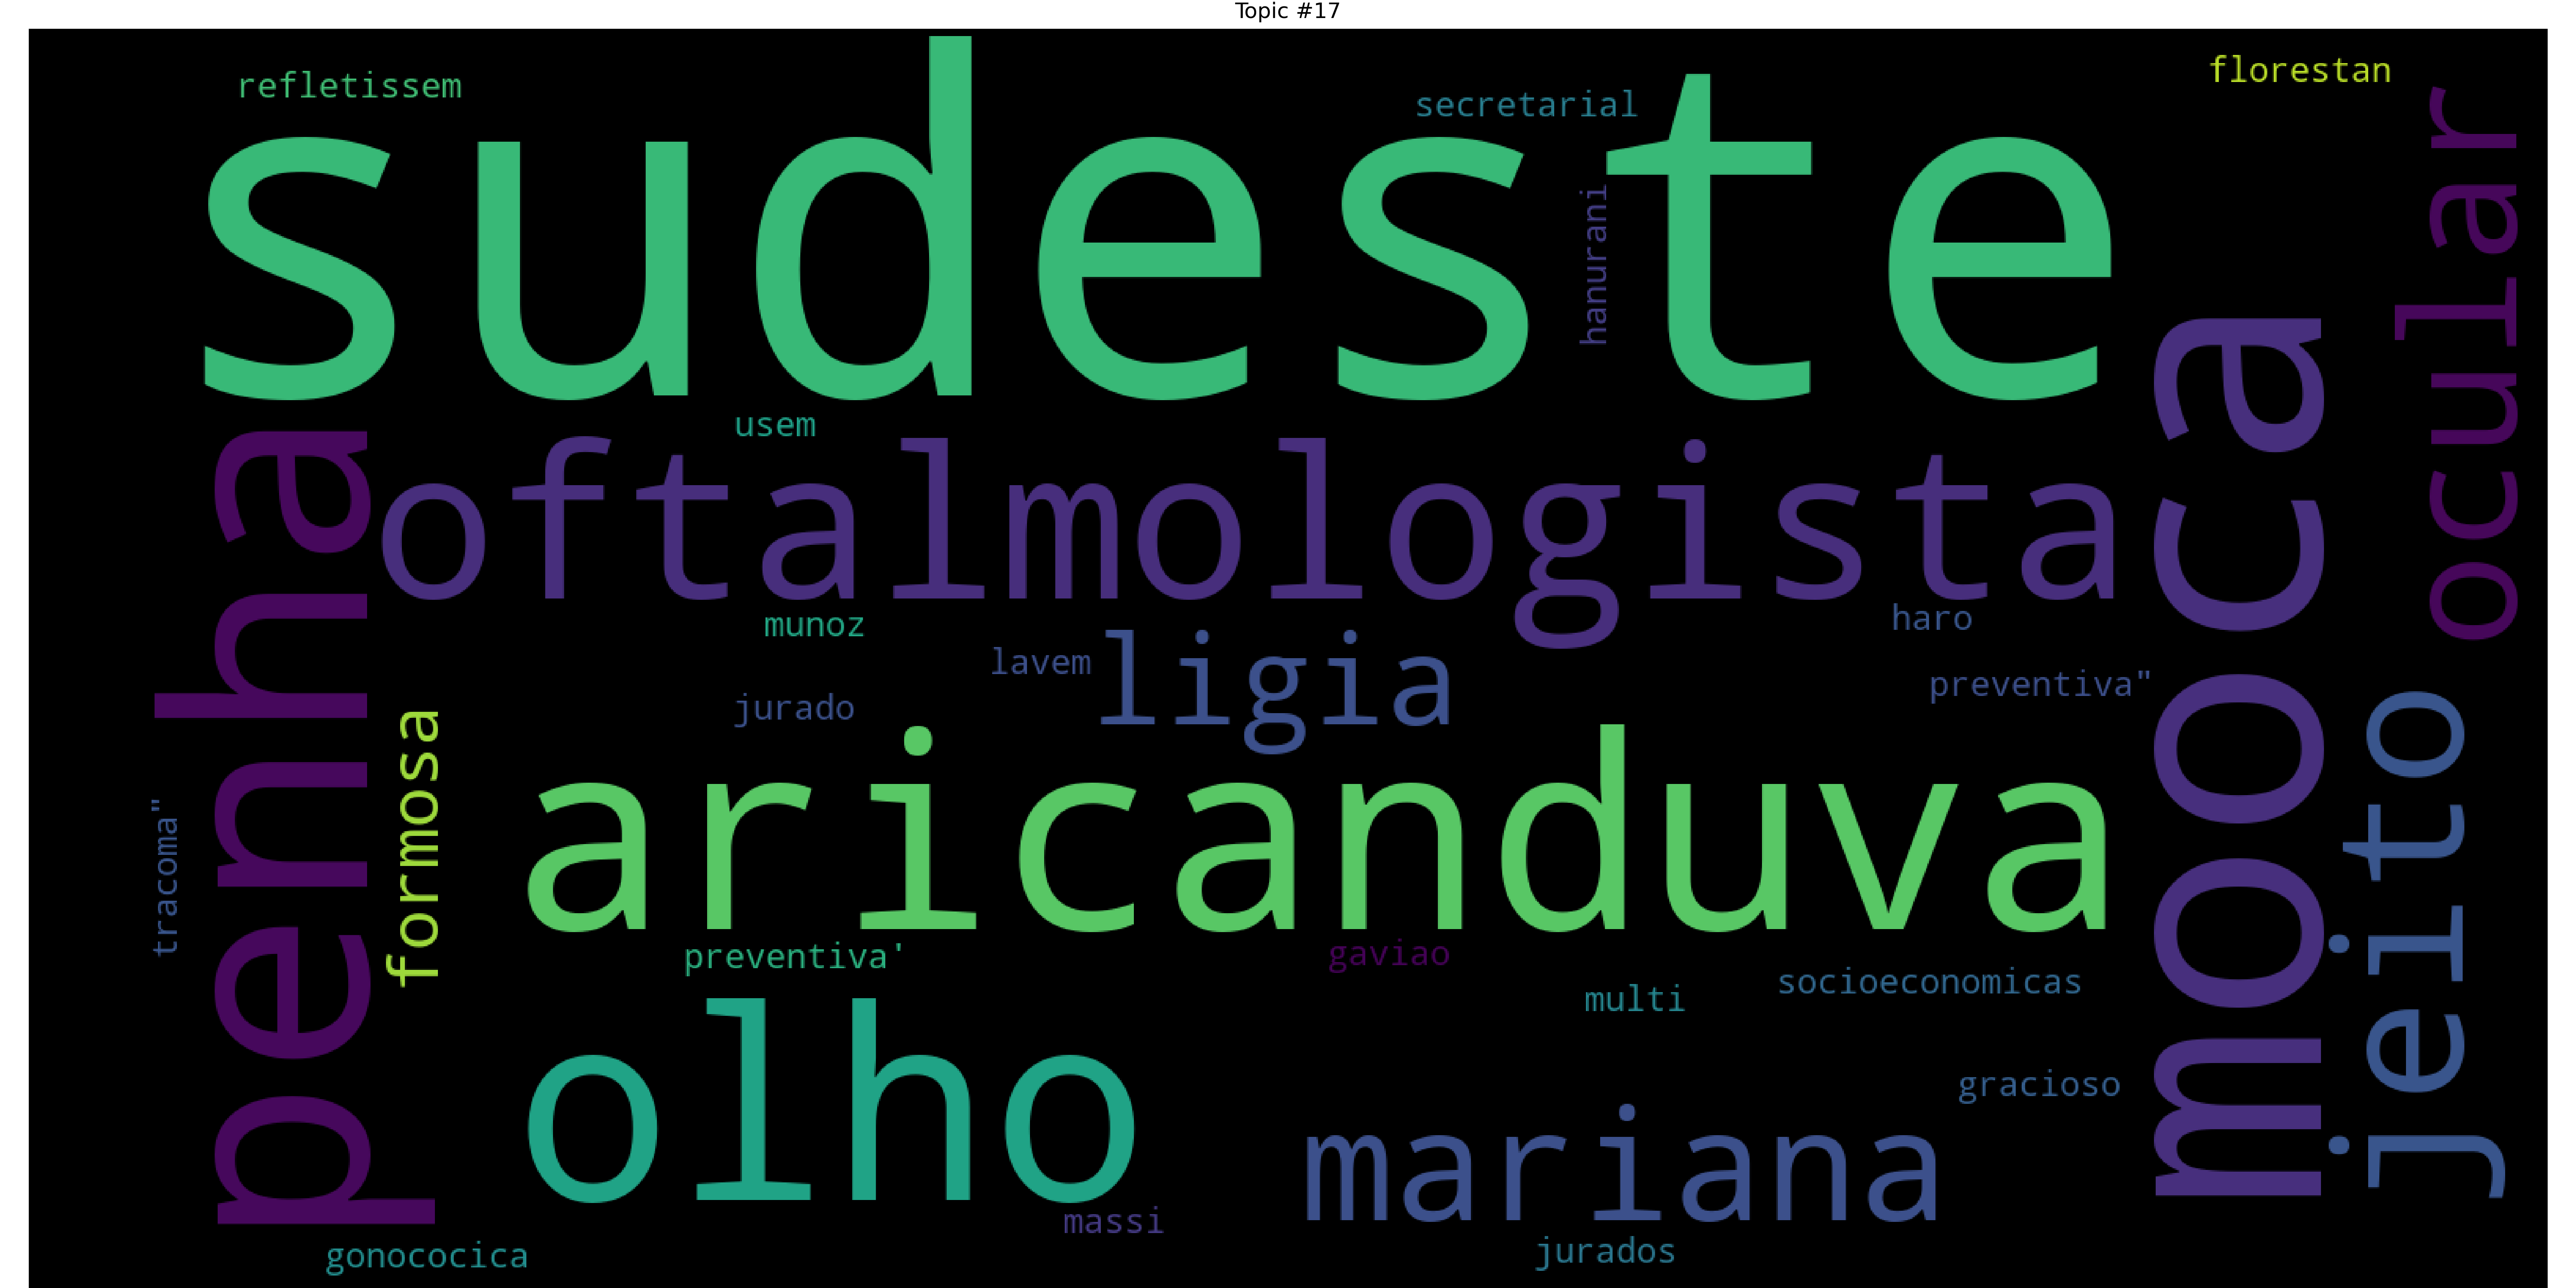 Topic #17
florestan
refletissem
secretarial
sudeste
ocular
hanurani
mooca
usem
penha
oftalmologista
munoz
haro
ligia
lavem
preventiva"
jurado
jeito
formosa
aricanduva
tracoma"
preventiva'
gaviao
socioeconomicas
multi
olho
gracioso
mariana
massi
jurados
gonococica